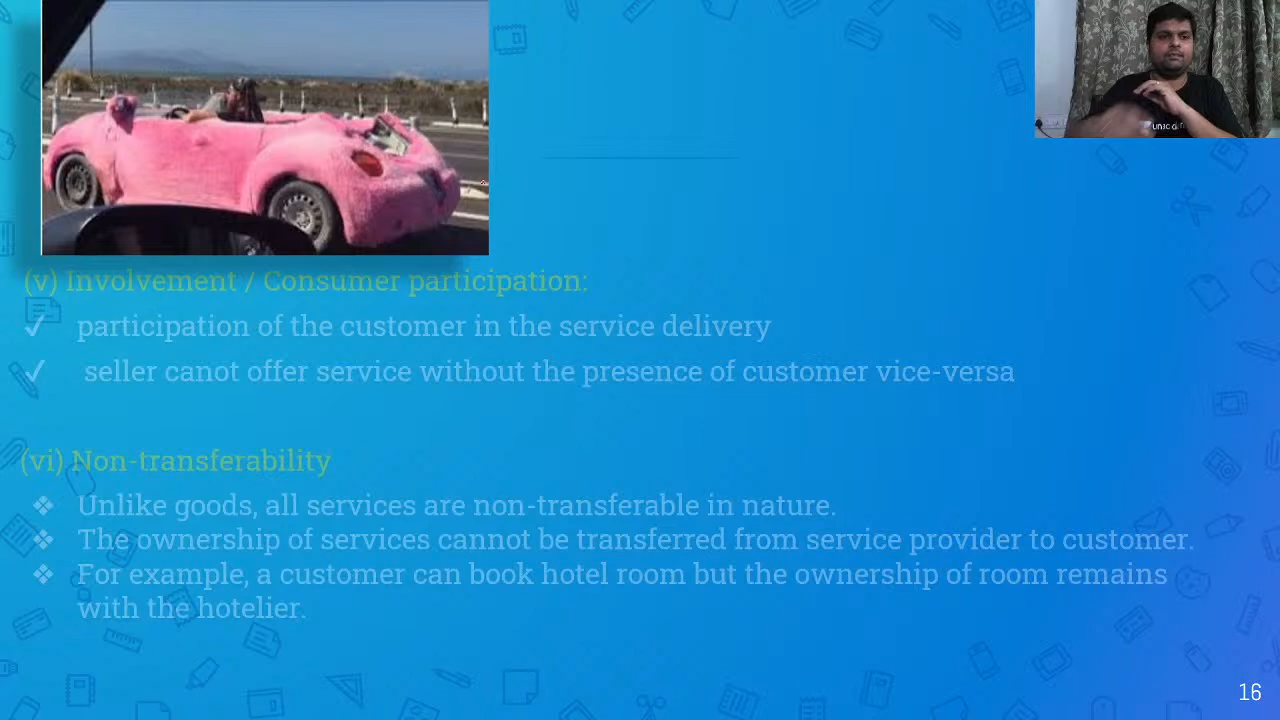 (v) Involvement / Consumer participation:
✓ participation of the customer in the service delivery
✓ seller canot offer service without the presence of customer vice-versa
(vi) Non-transferability
❖ Unlike goods, all services are non-transferable in nature.
❖ The ownership of services cannot be transferred from service provider to customer.
❖ For example, a customer can book hotel room but the ownership of room remains
with the hotelier.
16